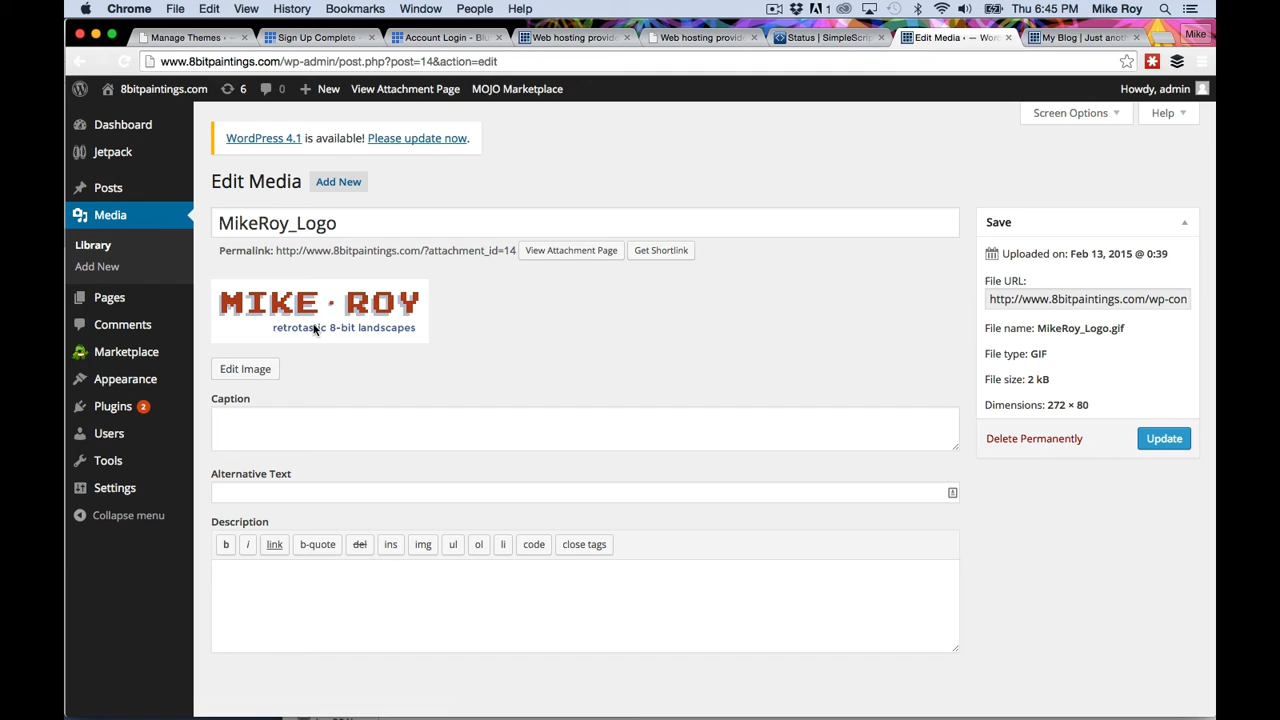 Chrome File Edit View History Bookmarks Window People Help 1 Thu 6:45 PM Mike Roy
Manage Themes Sign Up Complete Account Login - B Web hosting provid Web hosting provid Status | SimpleScrip Edit Media ‹ — Wor My Blog | Just anot Mike
www.8bitpaintings.com/wp-admin/post.php?post=14&action=edit
8bitpaintings.com 6 0 New View Attachment Page MOJO Marketplace Howdy, admin
Screen Options Help
Dashboard
Jetpack
Posts
Media
Library
Add New
Pages
Comments
Marketplace
Appearance
Plugins 2
Users
Tools
Settings
Collapse menu
WordPress 4.1 is available! Please update now.
Edit Media Add New
MikeRoy_Logo
Permalink: http://www.8bitpaintings.com/?attachment_id=14 View Attachment Page Get Shortlink
MIKE · ROY
retrotastic 8-bit landscapes
Edit Image
Caption
Alternative Text
Description
b i link b-quote del ins img ul ol li code close tags
Save
Uploaded on: Feb 13, 2015 @ 0:39
File URL:
http://www.8bitpaintings.com/wp-con
File name: MikeRoy_Logo.gif
File type: GIF
File size: 2 kB
Dimensions: 272 × 80
Delete Permanently Update